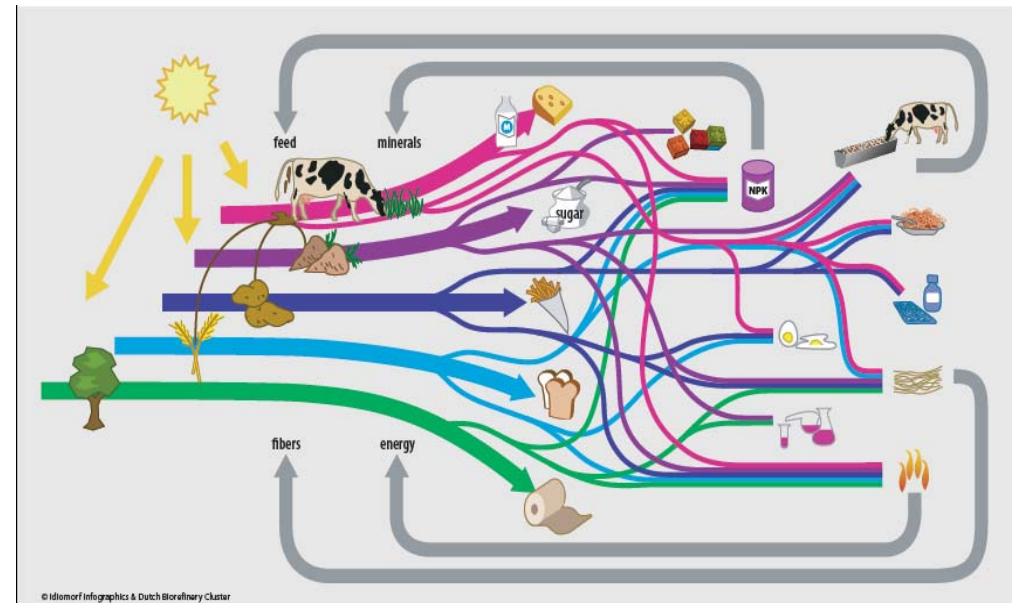 feed
minerals
M
NPK
sugar
fibers
energy
© Idiomorf Infographics & Dutch Biorefinery Cluster